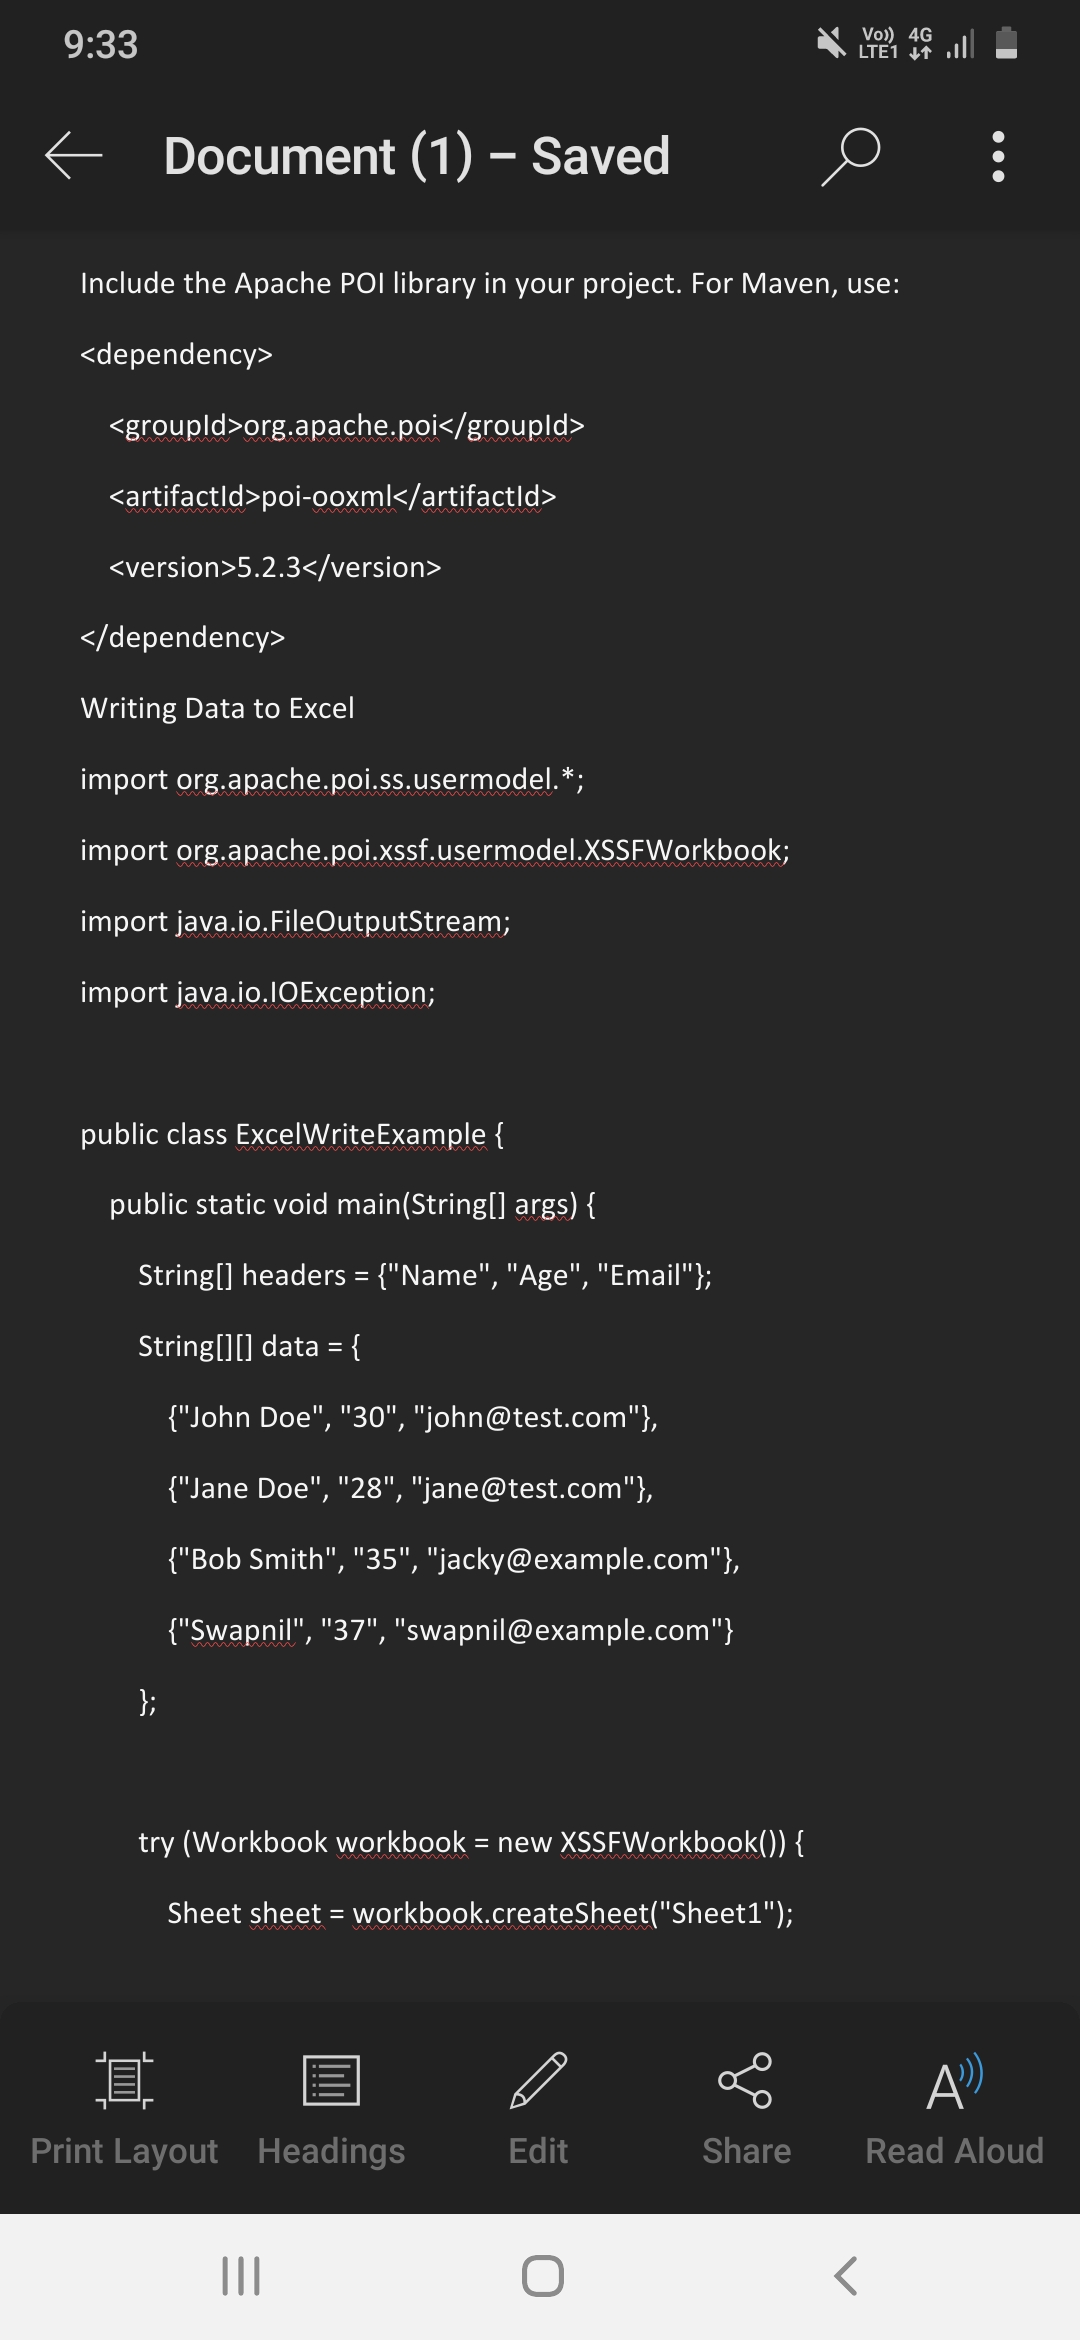 9:33
Vo)) 4G
LTE1
Document (1) – Saved
Include the Apache POI library in your project. For Maven, use:
<dependency>
<groupId>org.apache.poi</groupId>
<artifactId>poi-ooxml</artifactId>
<version>5.2.3</version>
</dependency>
Writing Data to Excel
import org.apache.poi.ss.usermodel.*;
import org.apache.poi.xssf.usermodel.XSSFWorkbook;
import java.io.FileOutputStream;
import java.io.IOException;
public class ExcelWriteExample {
public static void main(String[] args) {
String[] headers = {"Name", "Age", "Email"};
String[][] data = {
{"John Doe", "30", "john@test.com"},
{"Jane Doe", "28", "jane@test.com"},
{"Bob Smith", "35", "jacky@example.com"},
{"Swapnil", "37", "swapnil@example.com"}
};
try (Workbook workbook = new XSSFWorkbook()) {
Sheet sheet = workbook.createSheet("Sheet1");
Print Layout Headings Edit Share Read Aloud